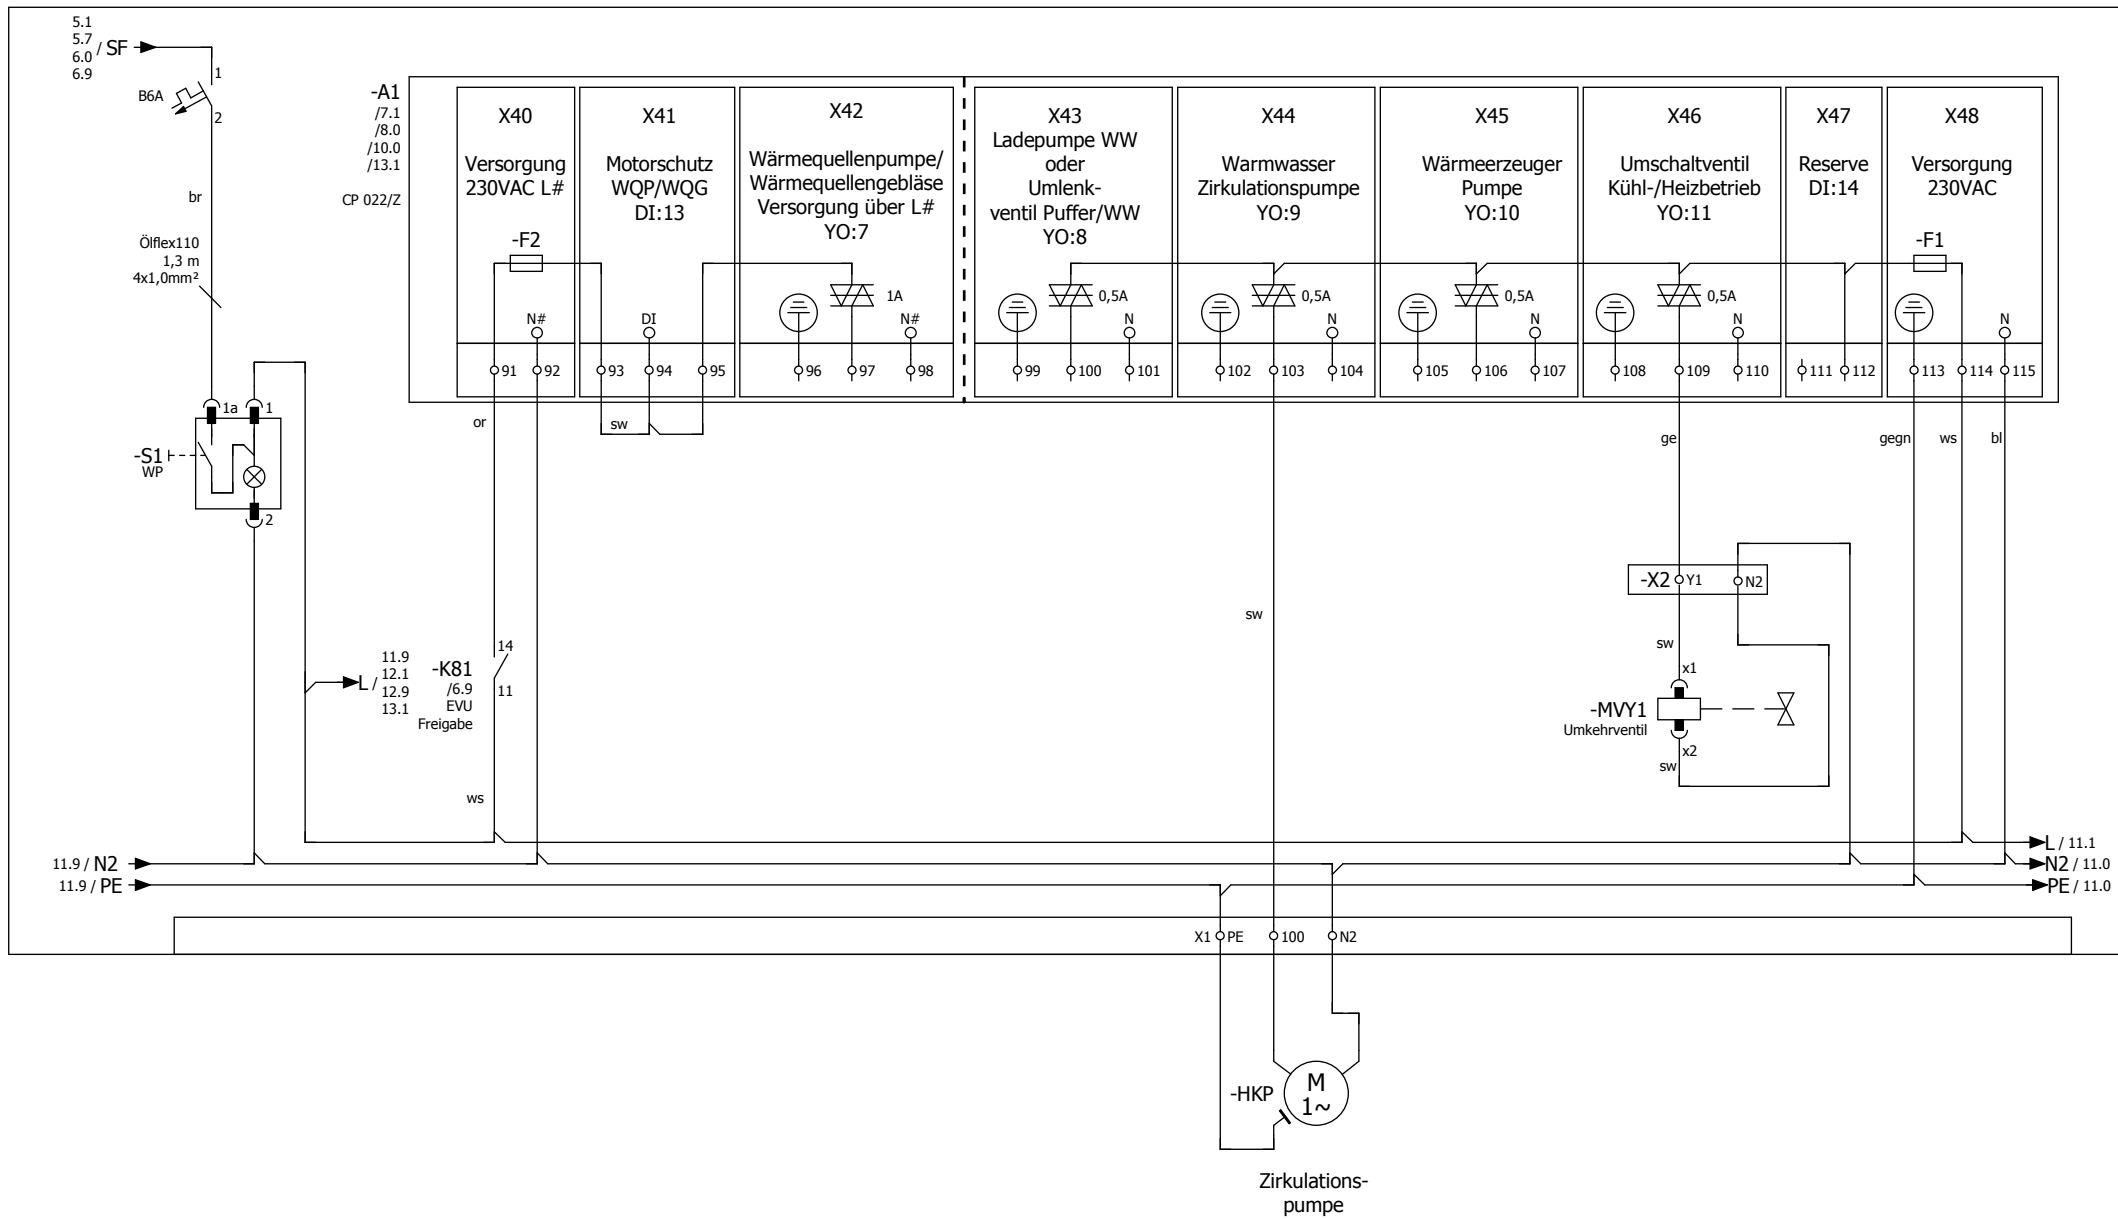 5.1
5.7
6.0
6.9
/ SF
1
B6A
2
br
Ölflex110
1,3 m
4x1,0mm²
1a
1
-S1
WP
2
-A1
/7.1
/8.0
/10.0
/13.1
CP 022/Z
X40
Versorgung
230VAC L#
-F2
N#
91
92
X41
Motorschutz
WQP/WQG
DI:13
DI
93
94
95
X42
Wärmequellenpumpe/
Wärmequellengebläse
Versorgung über L#
YO:7
1A
N#
96
97
98
X43
Ladepumpe WW
oder
Umlenk-
ventil Puffer/WW
YO:8
0,5A
N
99
100
101
X44
Warmwasser
Zirkulationspumpe
YO:9
0,5A
N
102
103
104
X45
Wärmeerzeuger
Pumpe
YO:10
0,5A
N
105
106
107
X46
Umschaltventil
Kühl-/Heizbetrieb
YO:11
0,5A
N
108
109
110
X47
Reserve
DI:14
111
112
X48
Versorgung
230VAC
-F1
N
113
114
115
or
sw
ge
gegn
ws
bl
-X2
Y1
N2
sw
sw
x1
-MVY1
Umkehrventil
x2
sw
L /
11.9
12.1
12.9
13.1
-K81
/6.9
EVU
Freigabe
14
11
ws
11.9 / N2
11.9 / PE
L / 11.1
N2 / 11.0
PE / 11.0
X1
PE
100
N2
-HKP
M
1~
Zirkulations-
pumpe